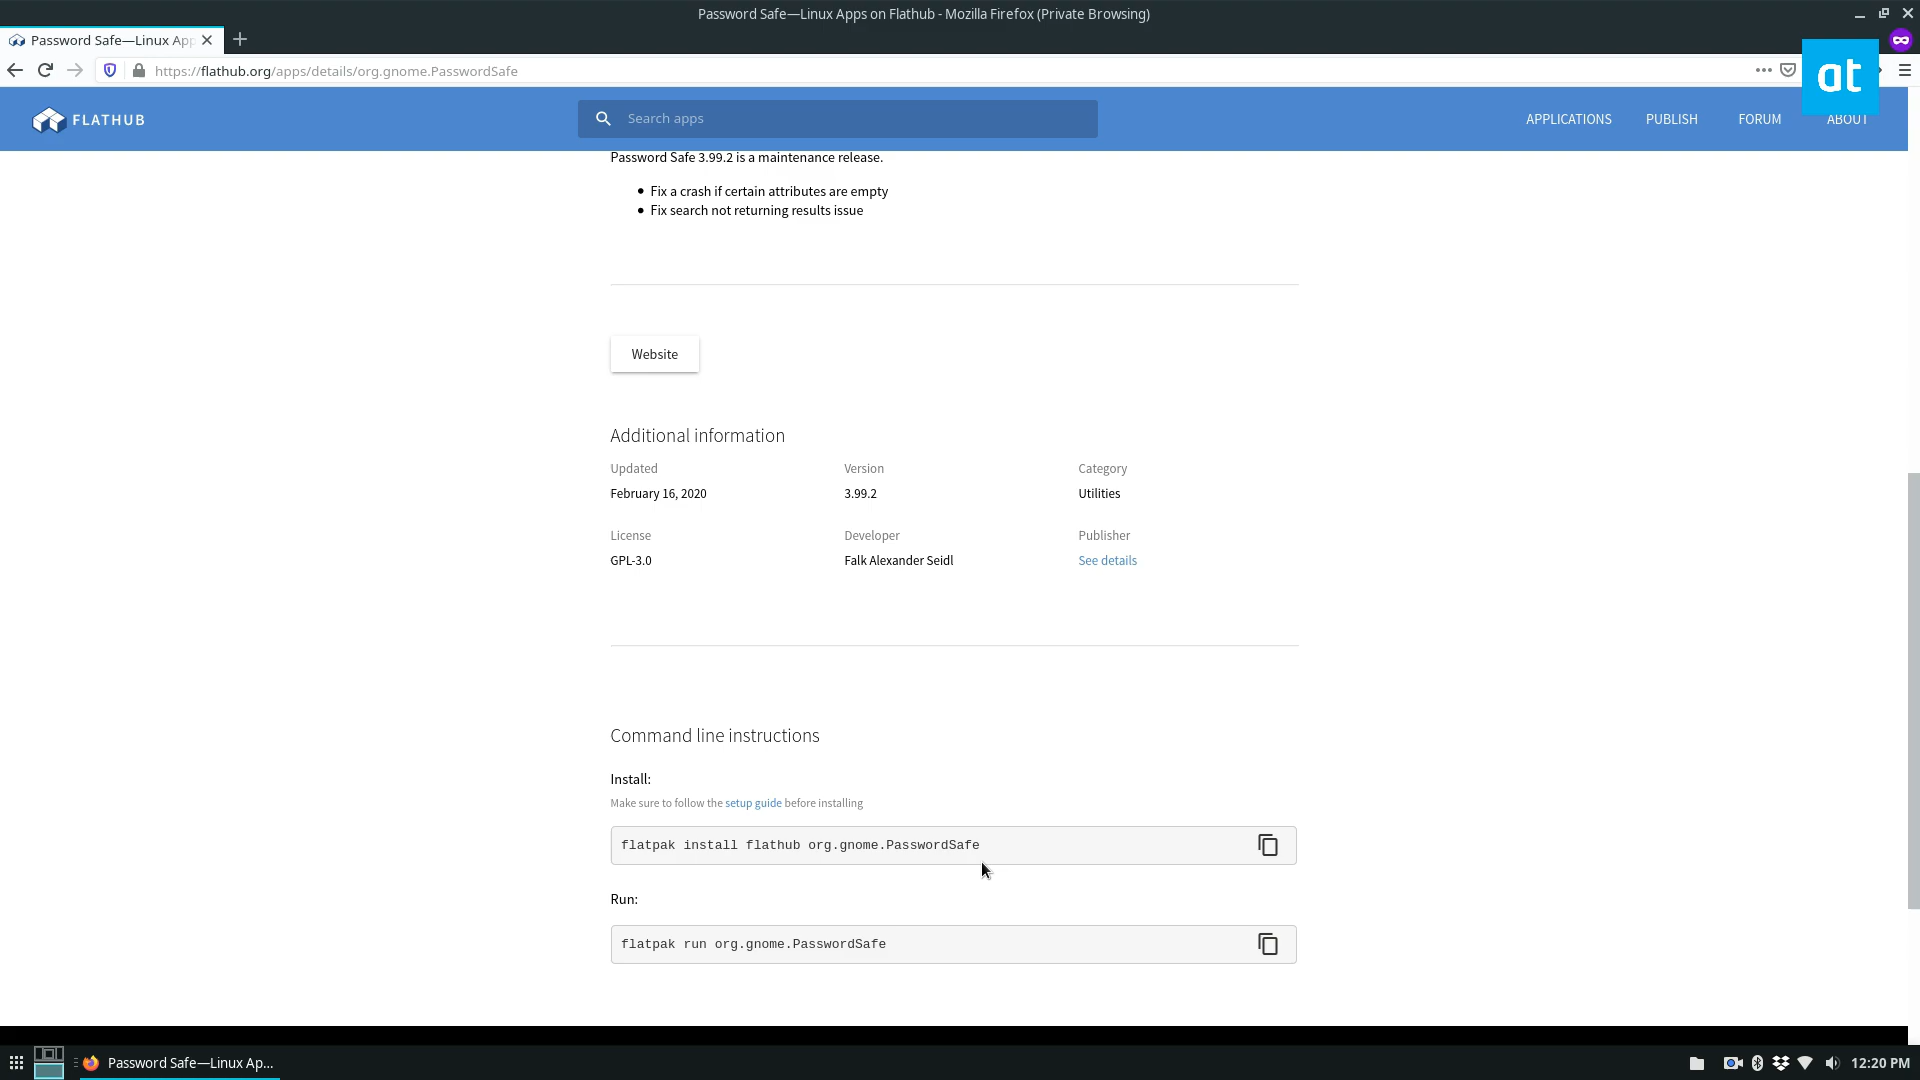 Password Safe—Linux Apps on Flathub - Mozilla Firefox (Private Browsing)
Password Safe—Linux App
https://flathub.org/apps/details/org.gnome.PasswordSafe
at
FLATHUB
Search apps
APPLICATIONS
PUBLISH
FORUM
ABOUT
Password Safe 3.99.2 is a maintenance release.
• Fix a crash if certain attributes are empty
• Fix search not returning results issue
Website
Additional information
Updated Version Category
February 16, 2020 3.99.2 Utilities
License Developer Publisher
GPL-3.0 Falk Alexander Seidl See details
Command line instructions
Install:
Make sure to follow the setup guide before installing
flatpak install flathub org.gnome.PasswordSafe
Run:
flatpak run org.gnome.PasswordSafe
Password Safe—Linux Ap...
12:20 PM